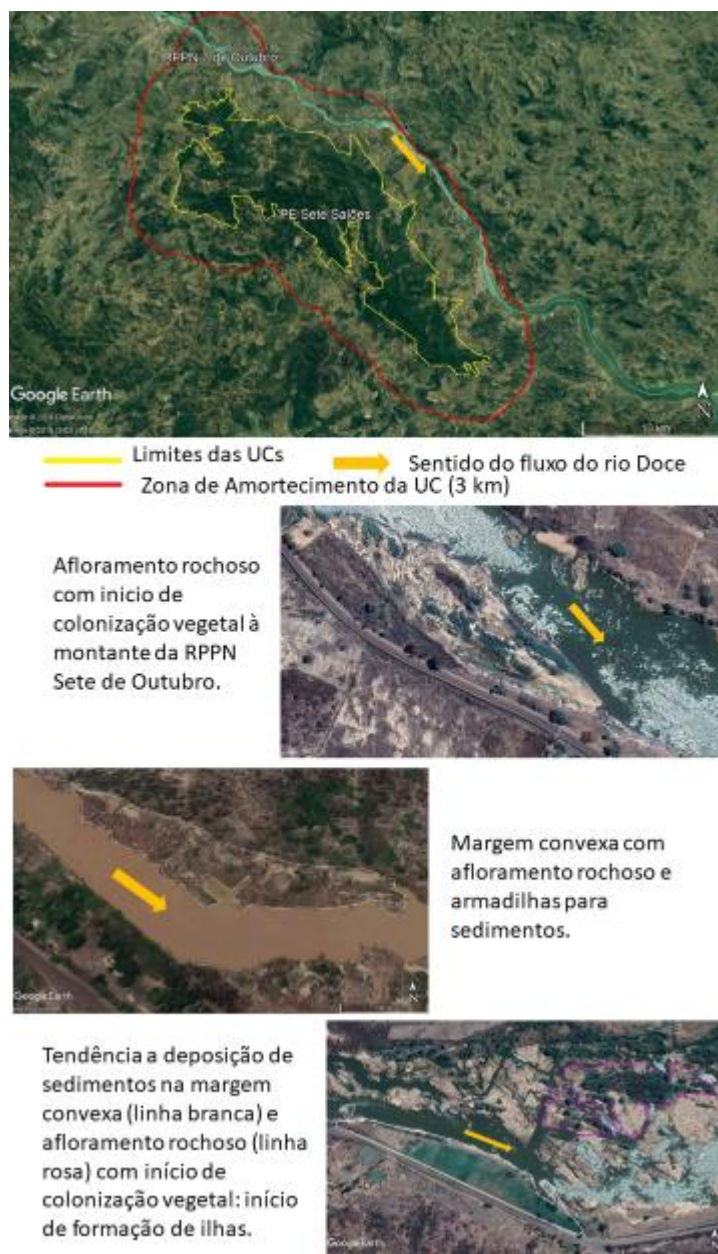 RPPN 7 de Outubro
PE Sete Salões
Google Earth
N
10 km
Limites das UCs
Sentido do fluxo do rio Doce
Zona de Amortecimento da UC (3 km)
Afloramento rochoso
com inicio de
colonização vegetal à
montante da RPPN
Sete de Outubro.
Margem convexa com
afloramento rochoso e
armadilhas para
sedimentos.
Google Earth
N
Tendência a deposição de
sedimentos na margem
convexa (linha branca) e
afloramento rochoso (linha
rosa) com início de
colonização vegetal: início
de formação de ilhas.
Google Earth
N